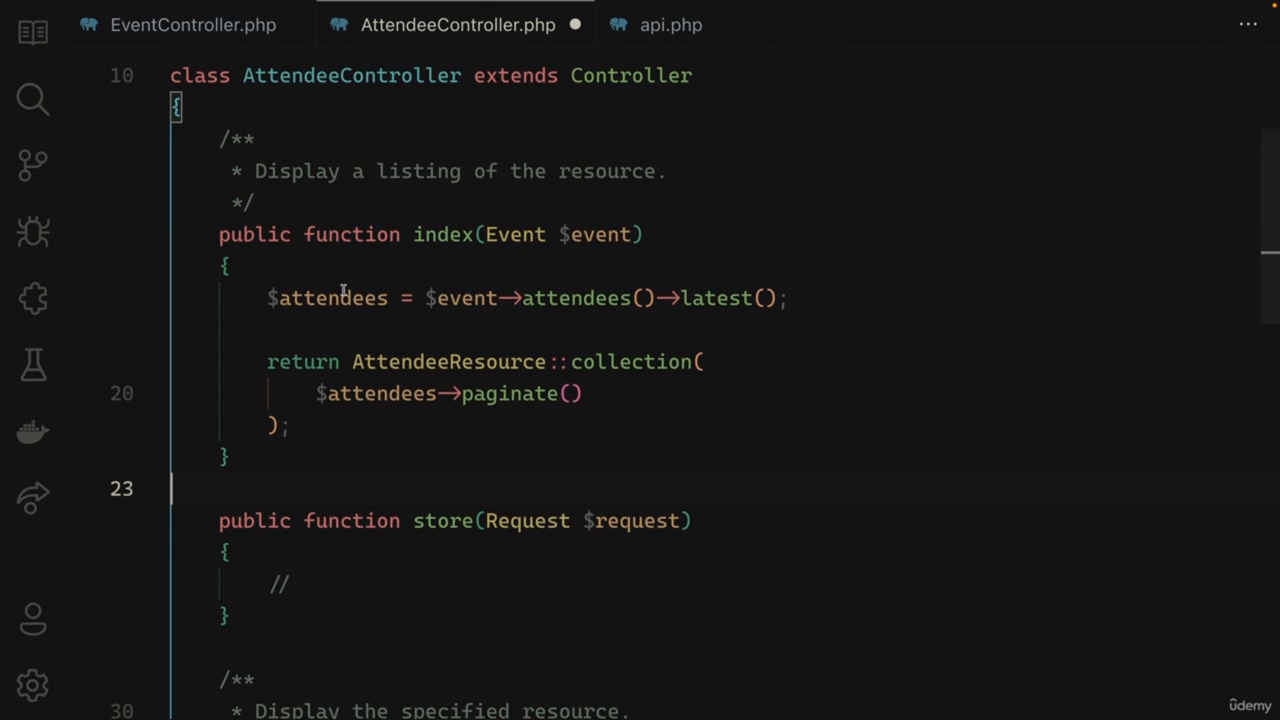 EventController.php
AttendeeController.php
api.php
...
10 class AttendeeController extends Controller
{
/**
* Display a listing of the resource.
*/
public function index(Event $event)
{
$attendees = $event->attendees()->latest();
return AttendeeResource::collection(
20 $attendees->paginate()
);
}
23
public function store(Request $request)
{
//
}
/**
30 * Display the specified resource.
ûdemy